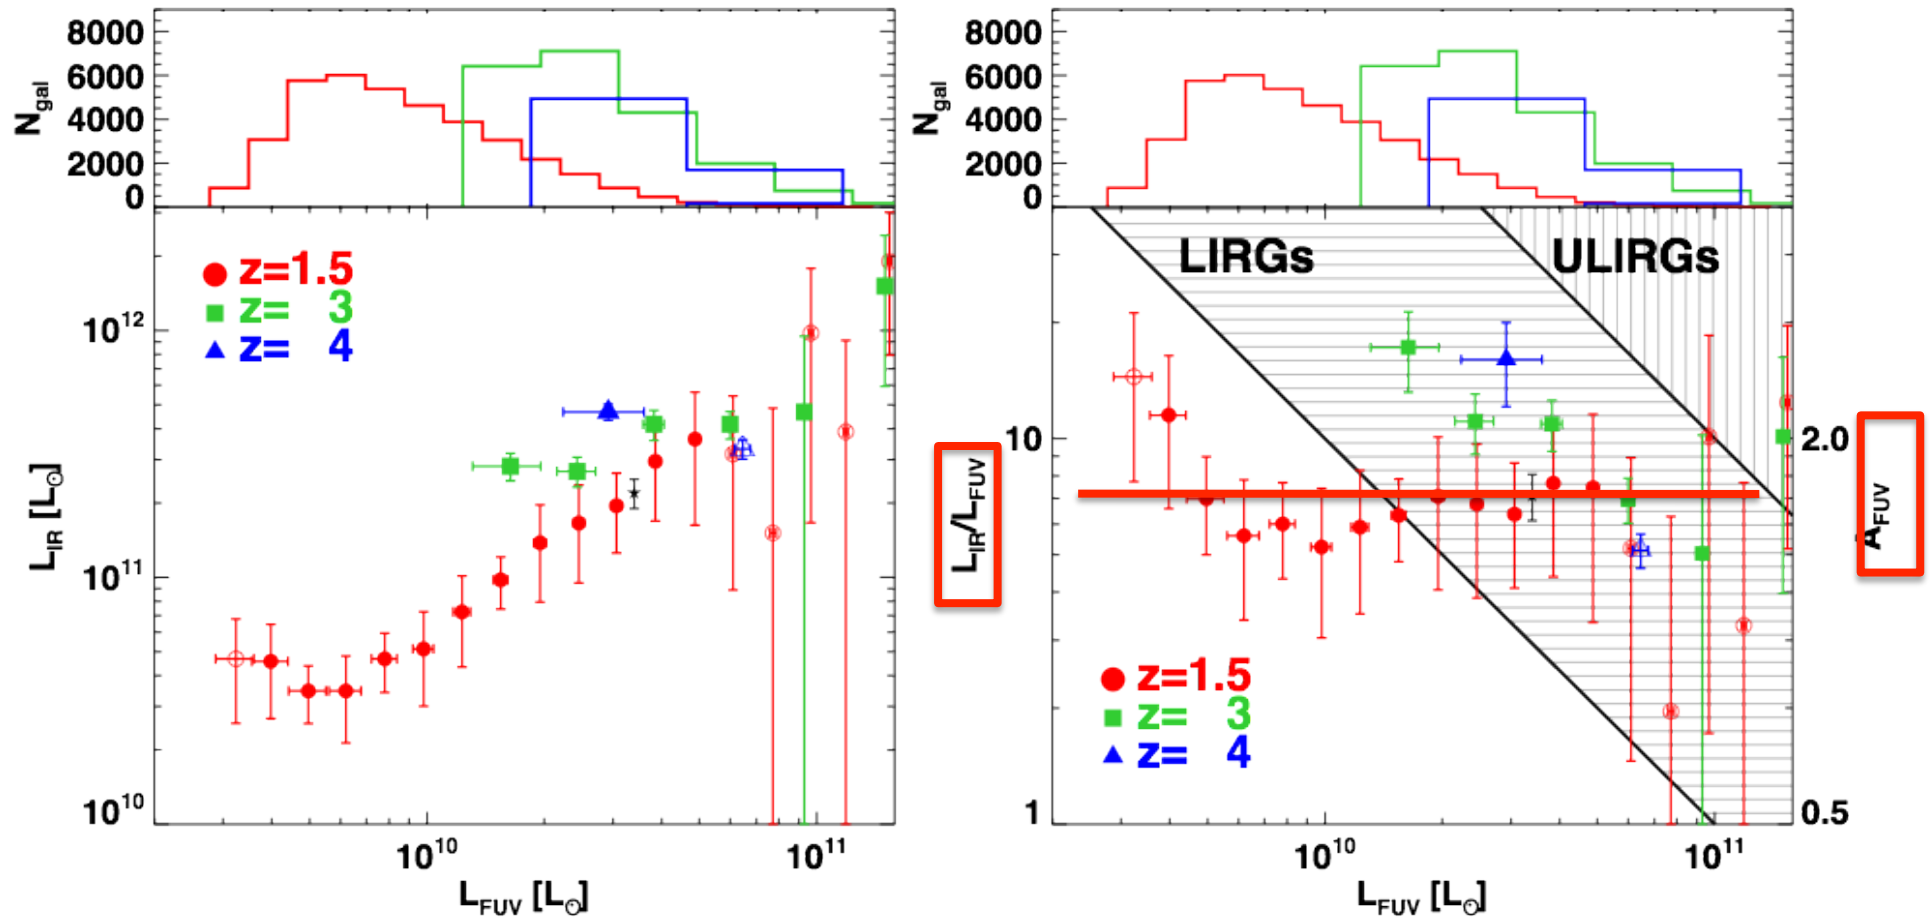 8000
6000
4000
2000
0
N_gal
z=1.5
z= 3
z= 4
10^12
10^11
10^10
L_IR [L_⊙]
10^10 10^11
L_FUV [L_⊙]
8000
6000
4000
2000
0
N_gal
LIRGs ULIRGs
10
1
L_IR/L_FUV
2.0
0.5
A_FUV
z=1.5
z= 3
z= 4
10^10 10^11
L_FUV [L_⊙]